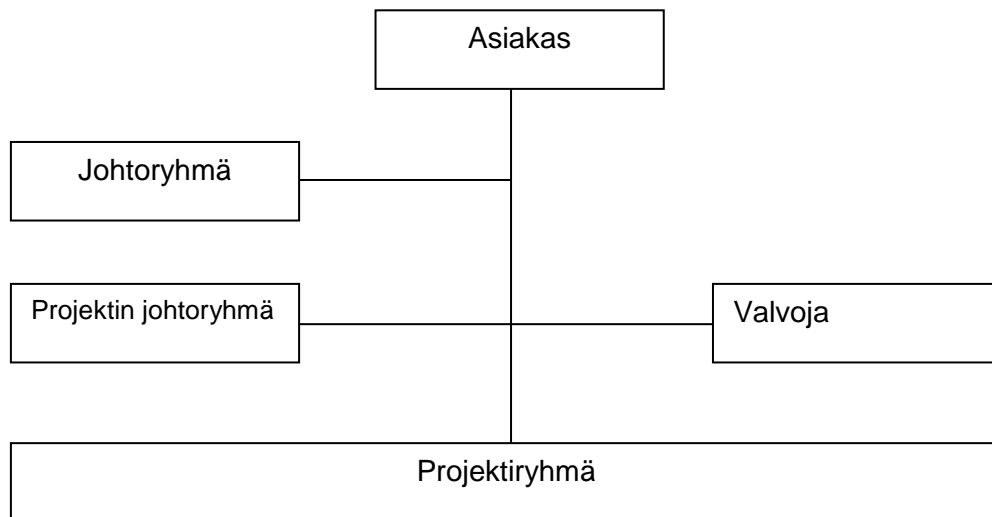 Asiakas
Johtoryhmä
Projektin johtoryhmä
Valvoja
Projektiryhmä